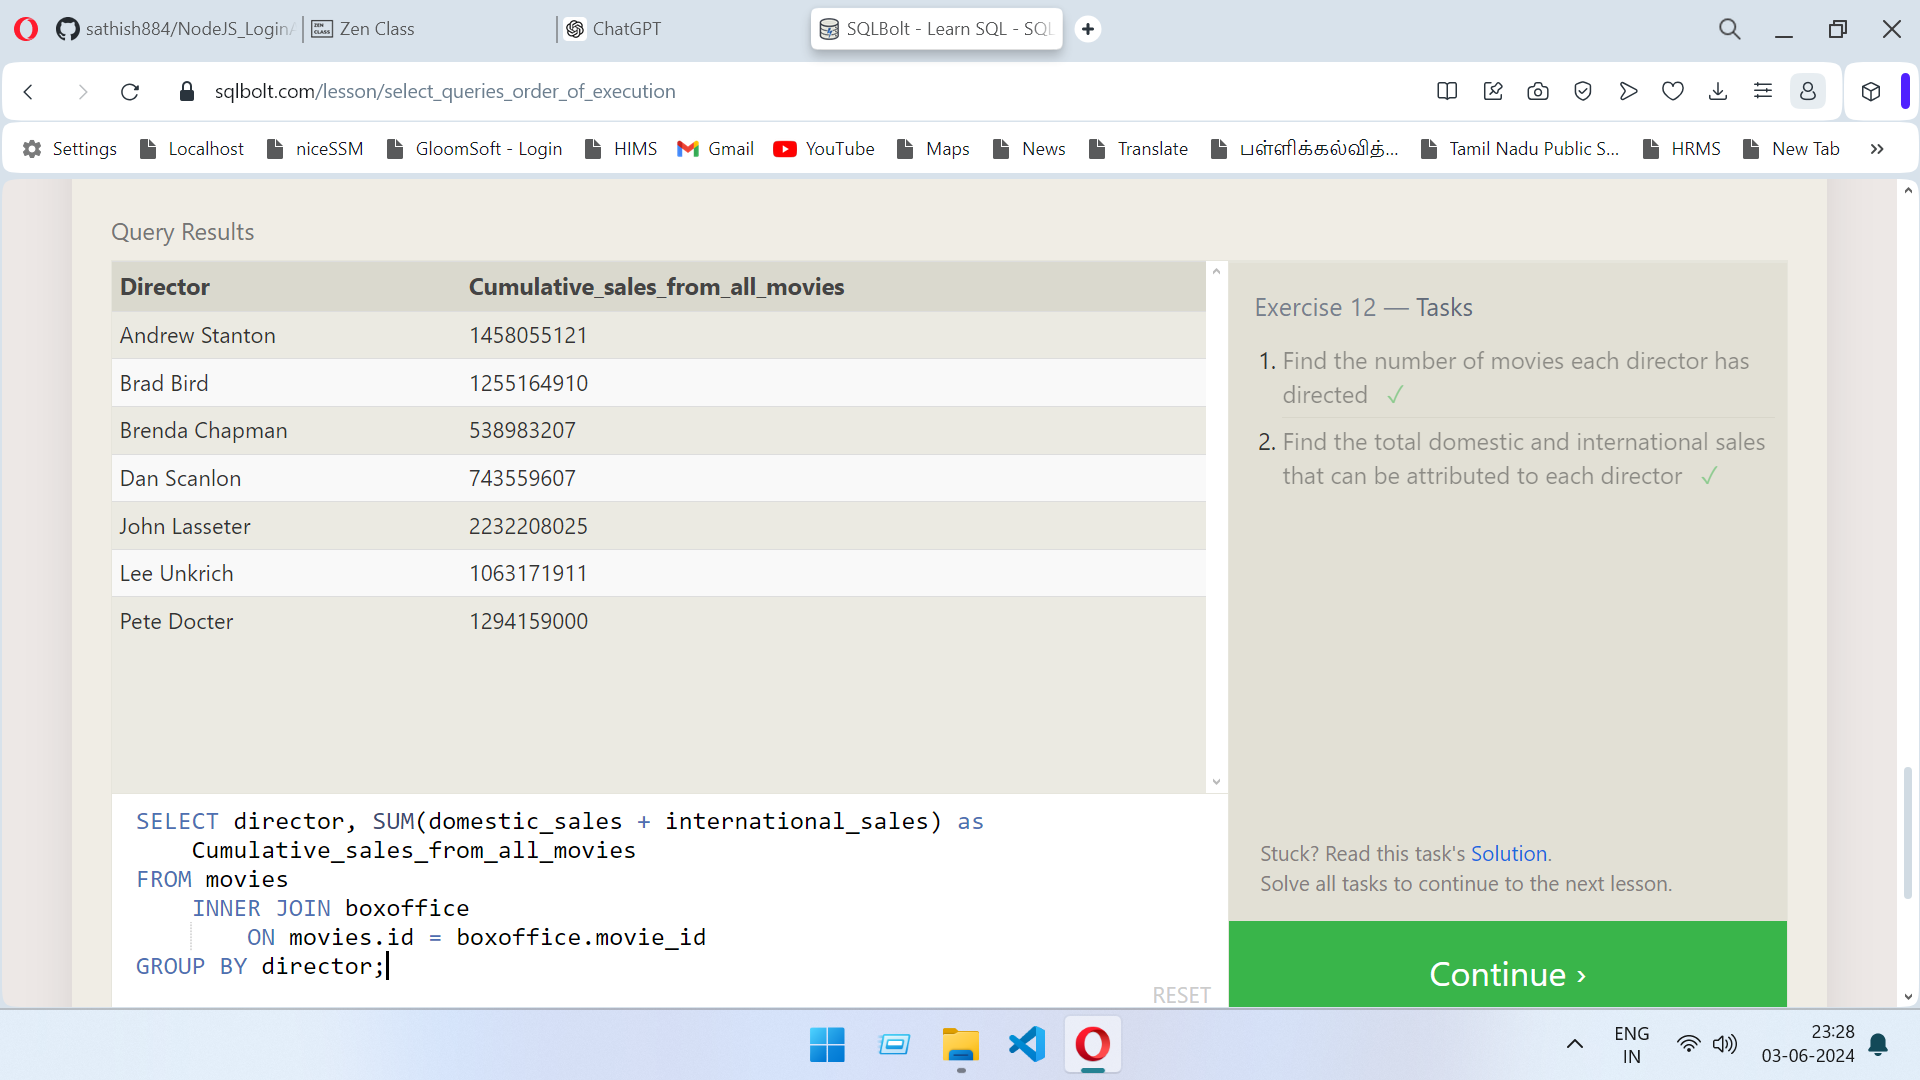 sathish884/NodeJS_Login/
Zen Class
ChatGPT
SQLBolt - Learn SQL - SQL
sqlbolt.com/lesson/select_queries_order_of_execution
Settings Localhost niceSSM GloomSoft - Login HIMS Gmail YouTube Maps News Translate பள்ளிக்கல்வித்... Tamil Nadu Public S... HRMS New Tab »
Query Results
Director Cumulative_sales_from_all_movies
Andrew Stanton 1458055121
Brad Bird 1255164910
Brenda Chapman 538983207
Dan Scanlon 743559607
John Lasseter 2232208025
Lee Unkrich 1063171911
Pete Docter 1294159000
Exercise 12 — Tasks
1. Find the number of movies each director has
directed ✓
2. Find the total domestic and international sales
that can be attributed to each director ✓
Stuck? Read this task's Solution.
Solve all tasks to continue to the next lesson.
Continue ›
SELECT director, SUM(domestic_sales + international_sales) as
Cumulative_sales_from_all_movies
FROM movies
INNER JOIN boxoffice
ON movies.id = boxoffice.movie_id
GROUP BY director;
RESET
ENG
IN
23:28
03-06-2024